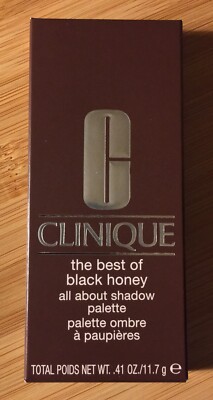 CLINIQUE
the best of
black honey
all about shadow
palette
palette ombre
à paupières
TOTAL POIDS NET WT. .41 OZ./11.7 g ℮